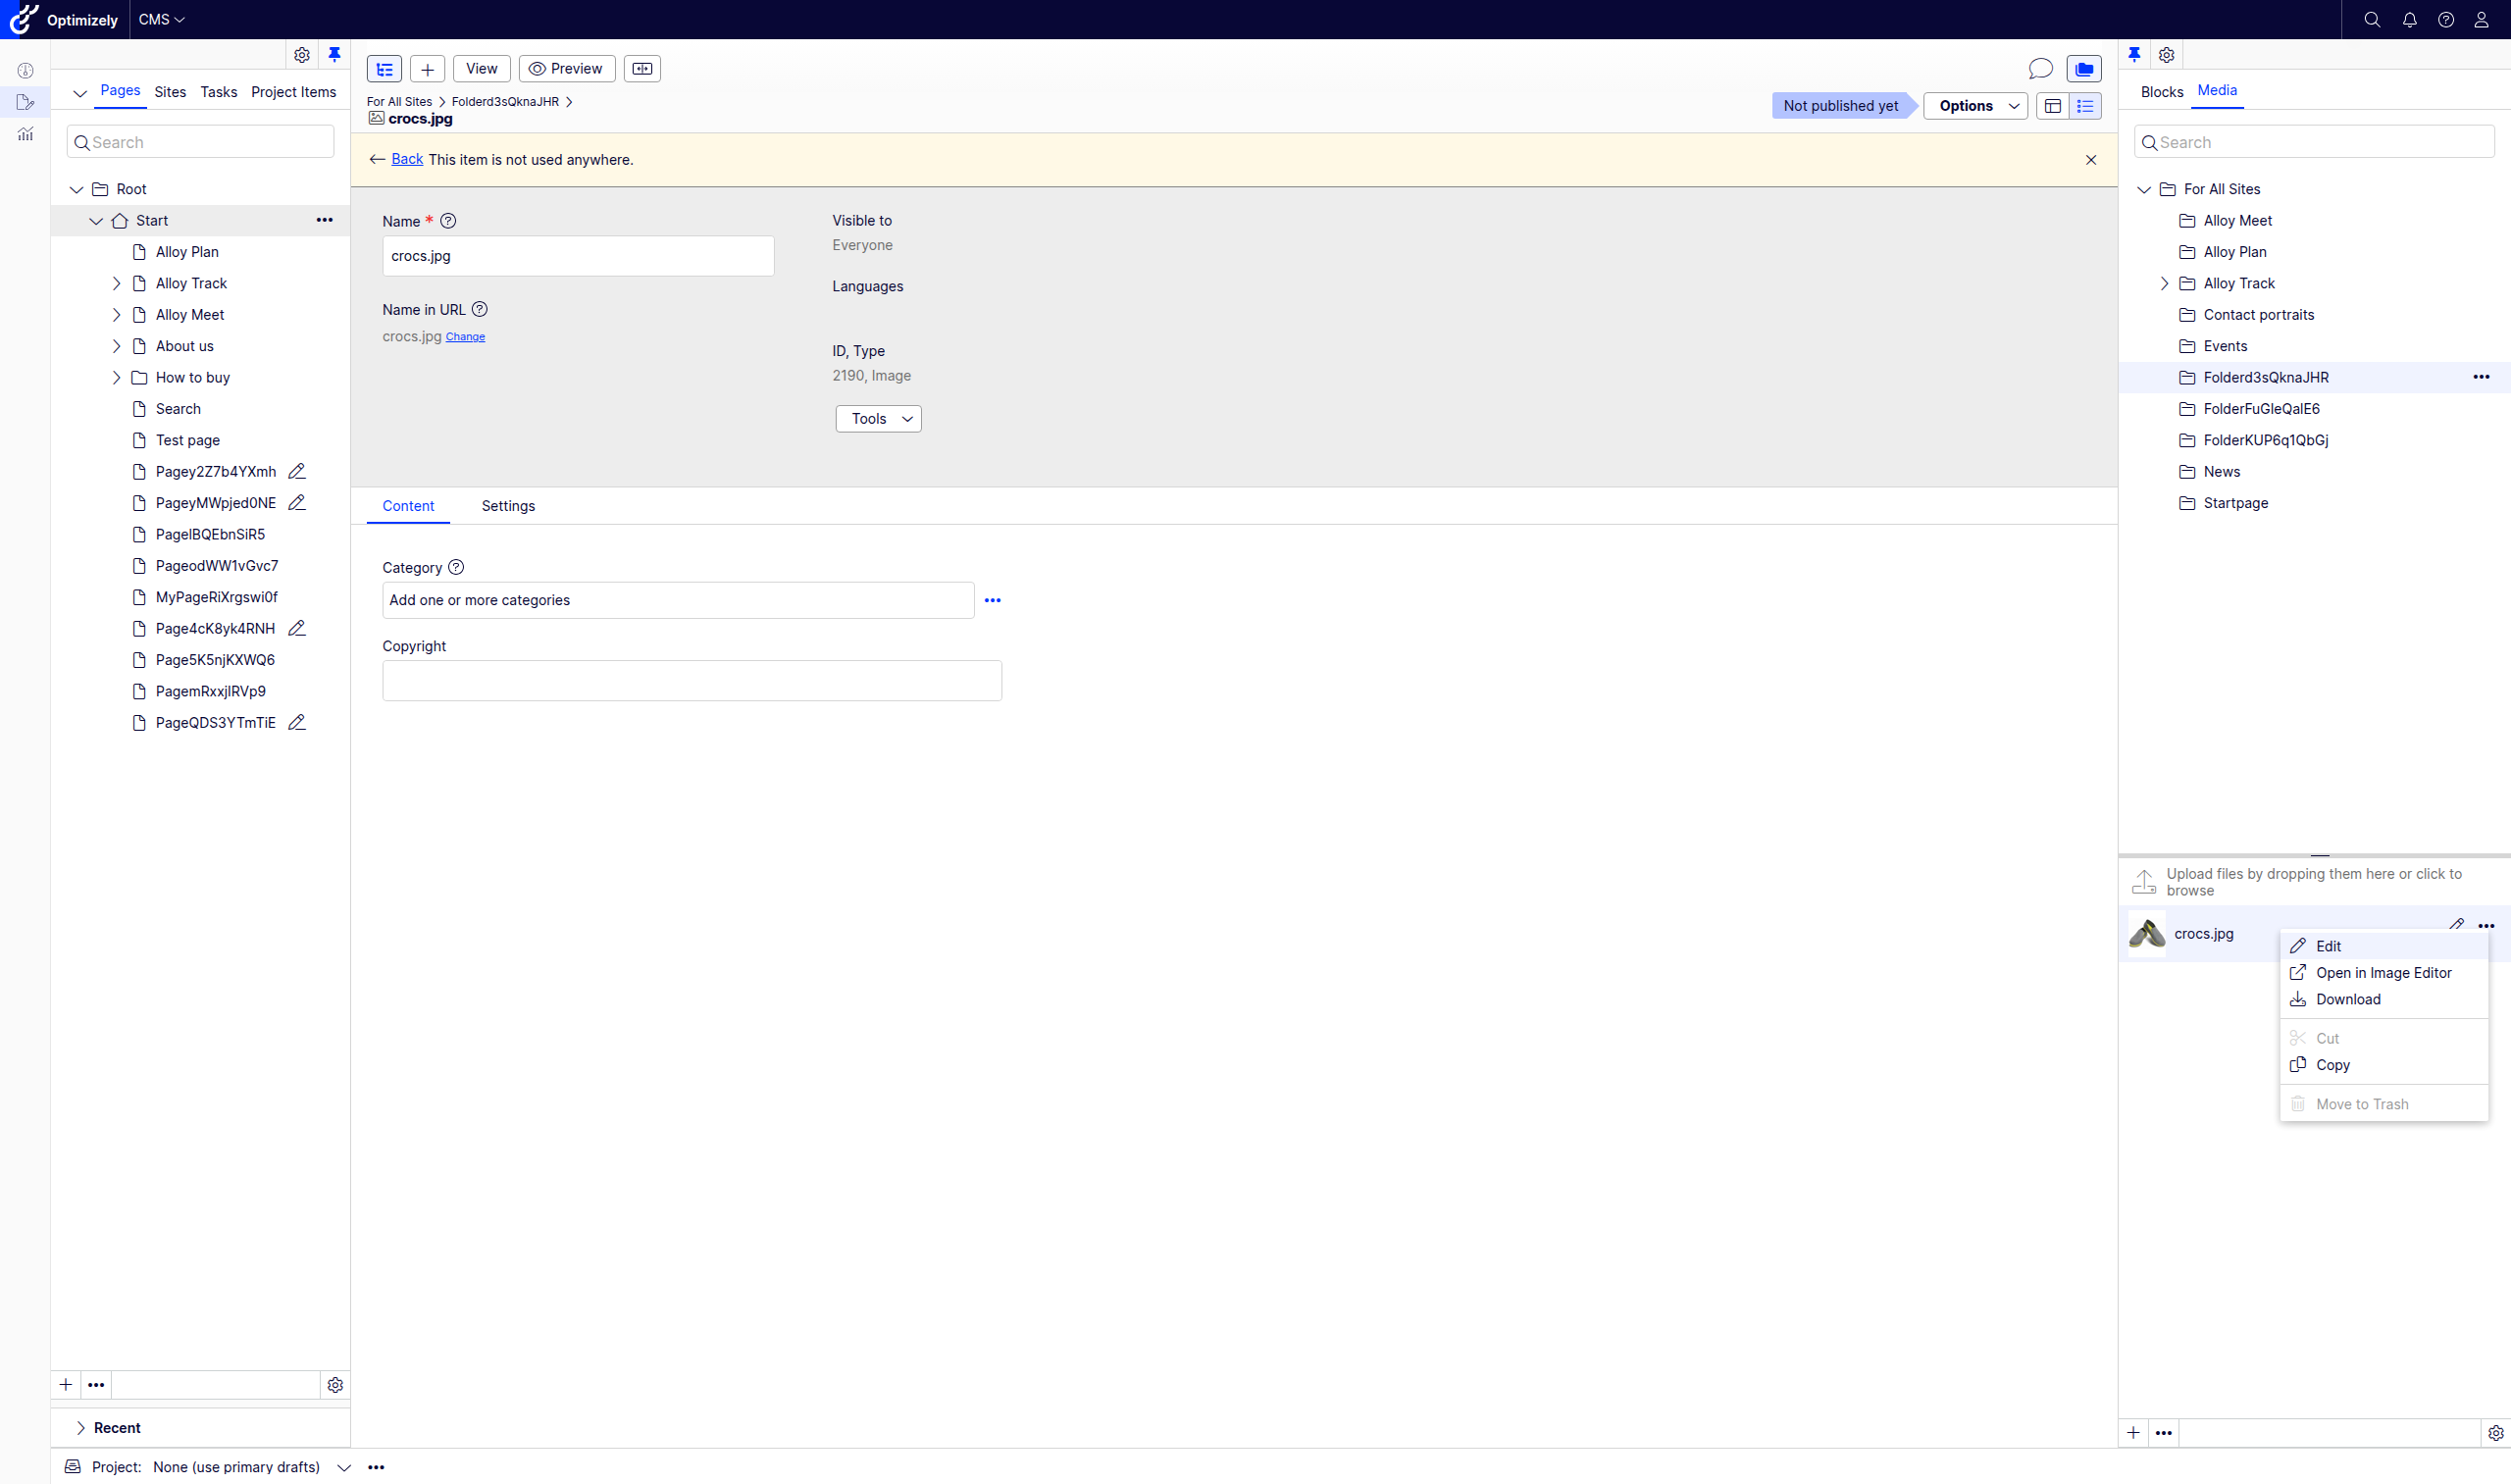 Optimizely
CMS
Pages
Sites
Tasks
Project Items
Search
Root
Start
Alloy Plan
Alloy Track
Alloy Meet
About us
How to buy
Search
Test page
Pagey2Z7b4YXmh
PageyMWpjed0NE
PagelBQEbnSiR5
PageodWW1vGvc7
MyPageRiXrgswi0f
Page4cK8yk4RNH
Page5K5njKXWQ6
PagemRxxjlRVp9
PageQDS3YTmTiE
Recent
Project: None (use primary drafts)
View
Preview
For All Sites
Folderd3sQknaJHR
crocs.jpg
Not published yet
Options
Back This item is not used anywhere.
Name *
crocs.jpg
Name in URL
crocs.jpg Change
Visible to
Everyone
Languages
ID, Type
2190, Image
Tools
Content
Settings
Category
Add one or more categories
Copyright
Blocks
Media
Search
For All Sites
Alloy Meet
Alloy Plan
Alloy Track
Contact portraits
Events
Folderd3sQknaJHR
FolderFuGleQalE6
FolderKUP6q1QbGj
News
Startpage
Upload files by dropping them here or click to
browse
crocs.jpg
Edit
Open in Image Editor
Download
Cut
Copy
Move to Trash